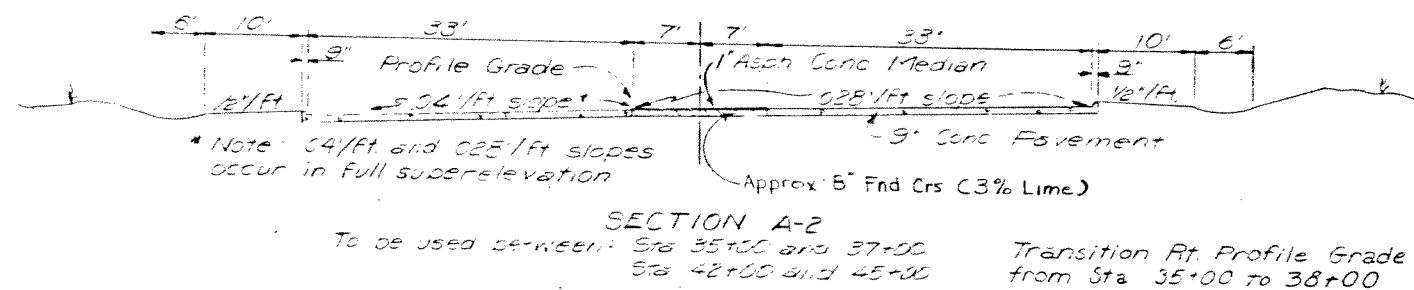 6' 10' 33' 7' 7' 33' 10' 6'
9" Profile Grade 1" Asph Conc Median 9"
1/2"/Ft .04'/Ft slope* .028'/Ft slope 1/2"/Ft.
* Note: .04'/Ft. and .028'/Ft slopes
occur in full superelevation
9" Conc Pavement
Approx. Fnd Crs (3% Lime)
SECTION A-2
To be used between: Sta 35+00 and 37+00
Sta 42+00 and 45+00
Transition Rt. Profile Grade
from Sta 35+00 to 38+00